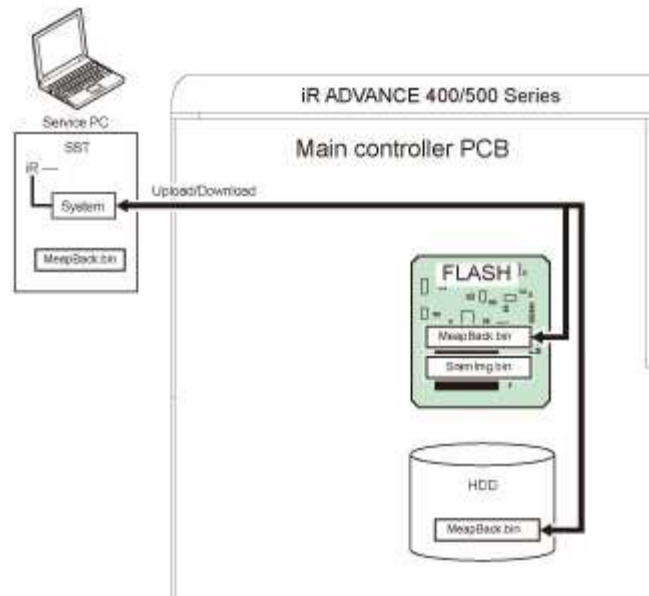 iR ADVANCE 400/500 Series
Service PC
SST
Main controller PCB
iR
Upload/Download
System
MeapBack.bin
FLASH
MeapBack.bin
SramImg.bin
HDD
MeapBack.bin